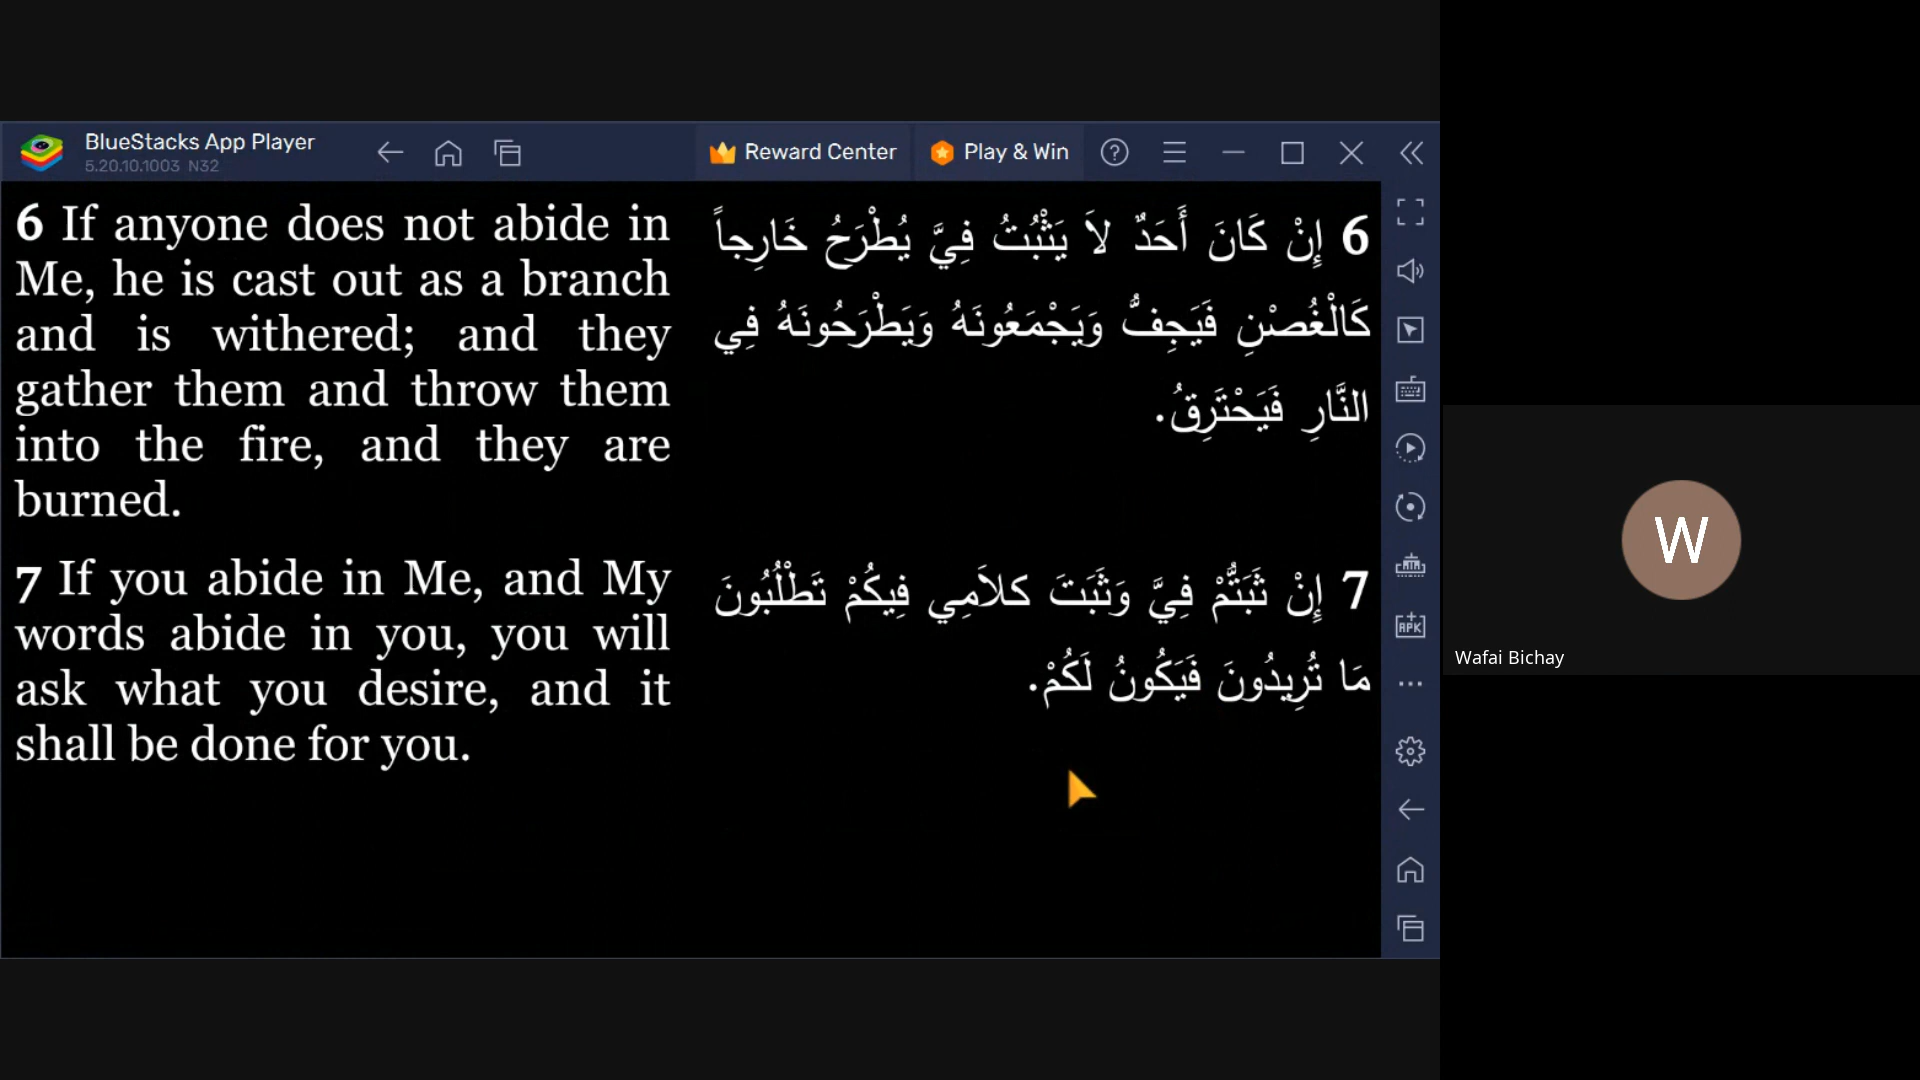 BlueStacks App Player
5.20.10.1003 N32
Reward Center
Play & Win
6 If anyone does not abide in
Me, he is cast out as a branch
and is withered; and they
gather them and throw them
into the fire, and they are
burned.
6 إِنْ كَانَ أَحَدٌ لاَ يَثْبُتُ فِيَّ يُطْرَحُ خَارِجاً
كَالْغُصْنِ فَيَجِفُّ وَيَجْمَعُونَهُ وَيَطْرَحُونَهُ فِي
النَّارِ فَيَحْتَرِقُ.
7 If you abide in Me, and My
words abide in you, you will
ask what you desire, and it
shall be done for you.
7 إِنْ ثَبَتُّمْ فِيَّ وَثَبَتَ كلاَمِي فِيكُمْ تَطْلُبُونَ
مَا تُرِيدُونَ فَيَكُونُ لَكُمْ.
APK
W
Wafai Bichay